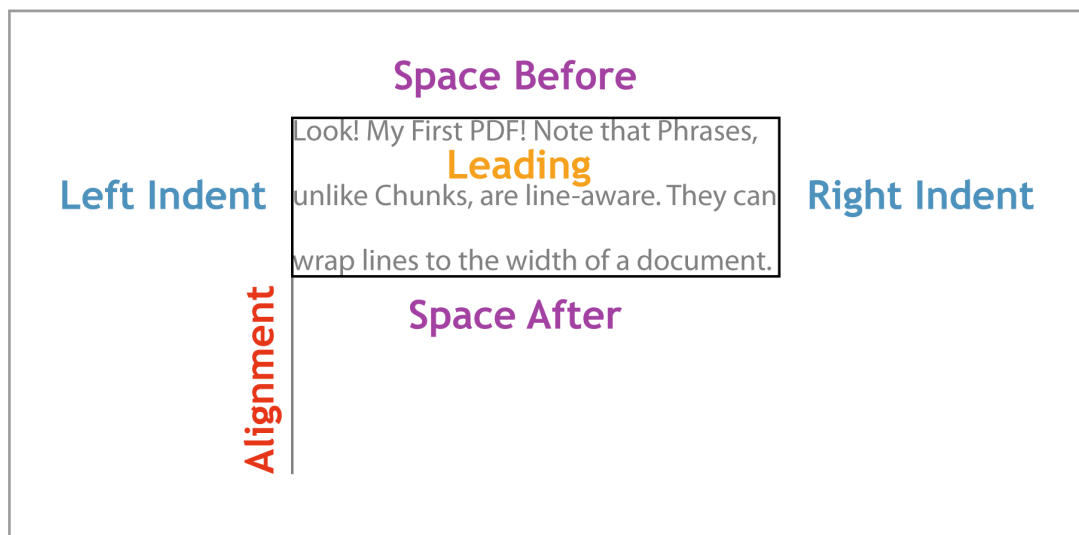 Space Before
Look! My First PDF! Note that Phrases,
Leading
Left Indent
unlike Chunks, are line-aware. They can
Right Indent
wrap lines to the width of a document.
Space After
Alignment